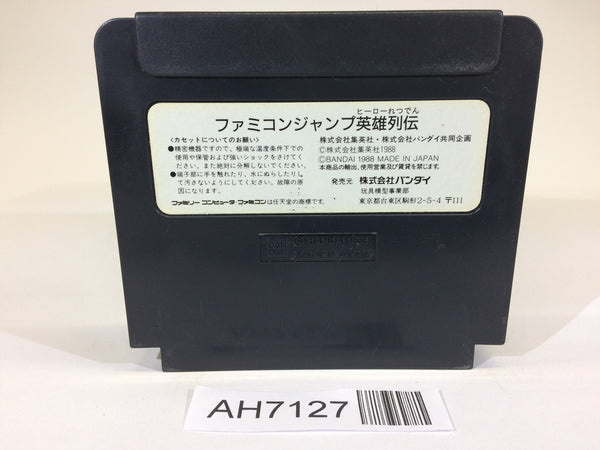 ヒーローれつでん
ファミコンジャンプ英雄列伝
〈カセットについてのお願い〉
●精密機器ですので、極端な温度条件下での
使用や保管および強いショックをさけてく
ださい。また絶対に分解しないでください。
●端子部に手を触れたり、水にぬらしたりし
て汚さないようにしてください。故障の原
因になります。
ファミリー コンピュータ・ファミコンは任天堂の商標です。
株式会社集英社・株式会社バンダイ共同企画
©株式会社集英社1988
©BANDAI 1988 MADE IN JAPAN
本商品の輸出、使用営業及び賃貸を禁じます。
発売元 株式会社バンダイ
玩具模型事業部
東京都台東区駒形2-5-4 〒111
AH7127